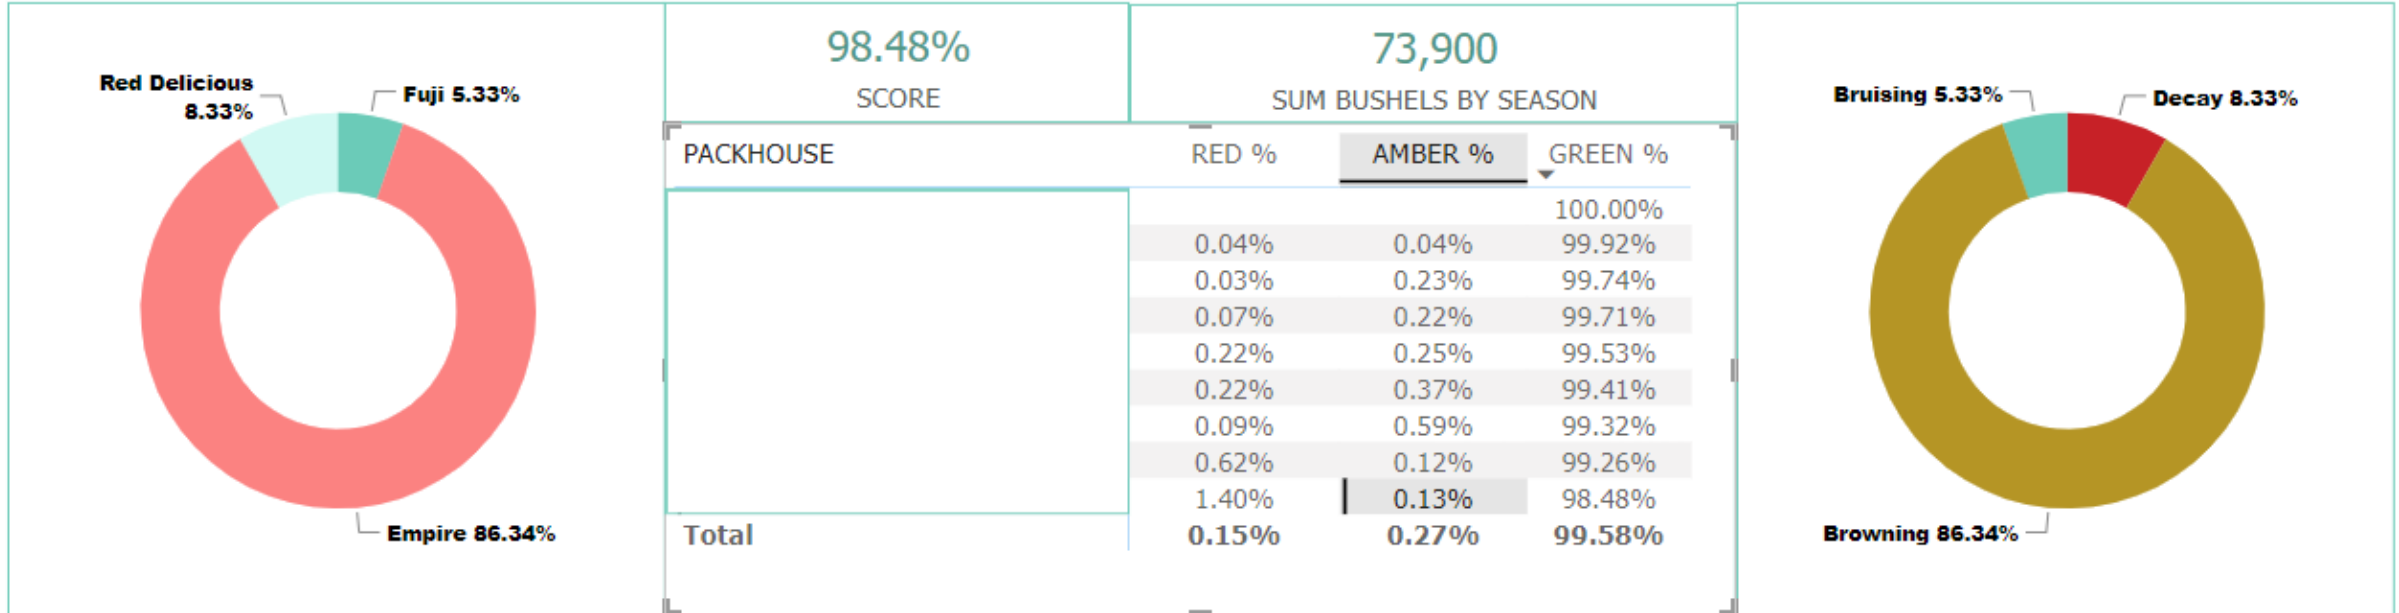 Red Delicious
8.33%
Fuji 5.33%
Empire 86.34%
98.48%
SCORE
73,900
SUM BUSHELS BY SEASON
PACKHOUSE RED % AMBER % GREEN %
100.00%
0.04% 0.04% 99.92%
0.03% 0.23% 99.74%
0.07% 0.22% 99.71%
0.22% 0.25% 99.53%
0.22% 0.37% 99.41%
0.09% 0.59% 99.32%
0.62% 0.12% 99.26%
1.40% 0.13% 98.48%
Total 0.15% 0.27% 99.58%
Bruising 5.33%
Decay 8.33%
Browning 86.34%